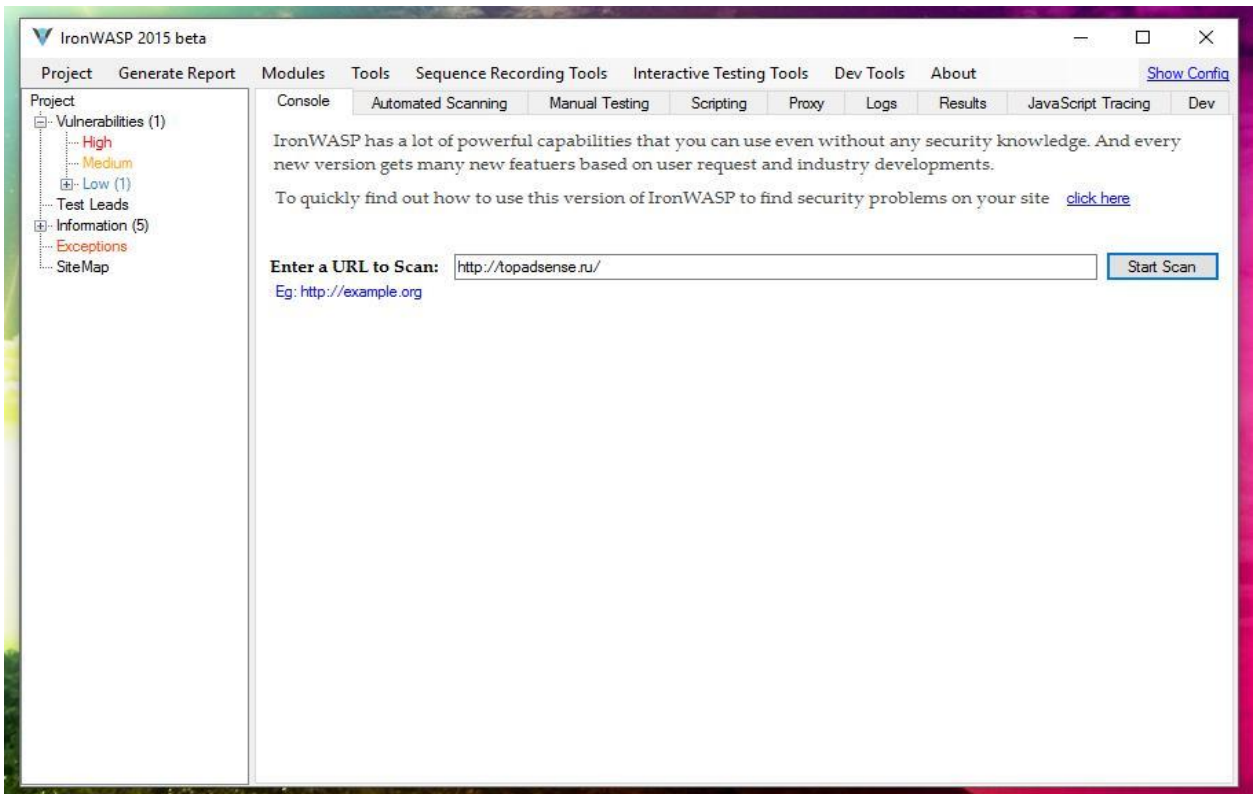 IronWASP 2015 beta
Project Generate Report Modules Tools Sequence Recording Tools Interactive Testing Tools Dev Tools About Show Config
Project
Vulnerabilities (1)
High
Medium
Low (1)
Test Leads
Information (5)
Exceptions
SiteMap
Console Automated Scanning Manual Testing Scripting Proxy Logs Results JavaScript Tracing Dev
IronWASP has a lot of powerful capabilities that you can use even without any security knowledge. And every
new version gets many new featuers based on user request and industry developments.
To quickly find out how to use this version of IronWASP to find security problems on your site click here
Enter a URL to Scan: http://topadsense.ru/ Start Scan
Eg: http://example.org